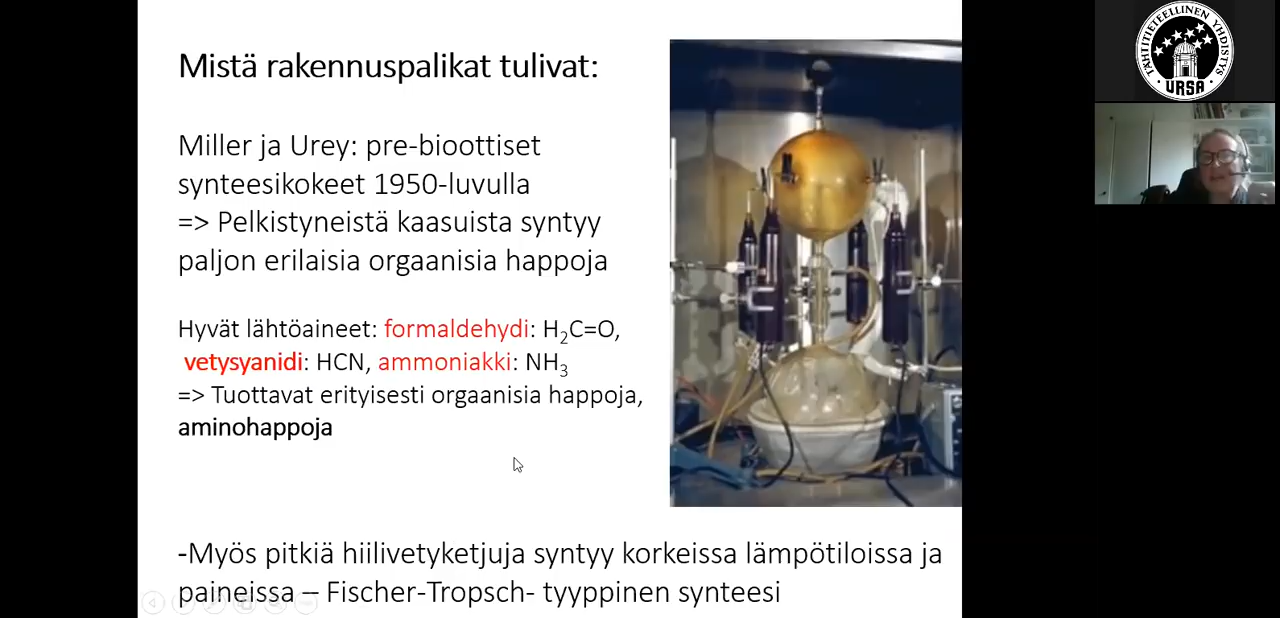 Mistä rakennuspalikat tulivat:
Miller ja Urey: pre-bioottiset
synteesikokeet 1950-luvulla
=> Pelkistyneistä kaasuista syntyy
paljon erilaisia orgaanisia happoja
Hyvät lähtöaineet: formaldehydi: H₂C=O,
vetysyanidi: HCN, ammoniakki: NH₃
=> Tuottavat erityisesti orgaanisia happoja,
aminohappoja
-Myös pitkiä hiilivetyketjuja syntyy korkeissa lämpötiloissa ja
paineissa – Fischer-Tropsch- tyyppinen synteesi
TÄHTITIETEELLINEN YHDISTYS
URSA